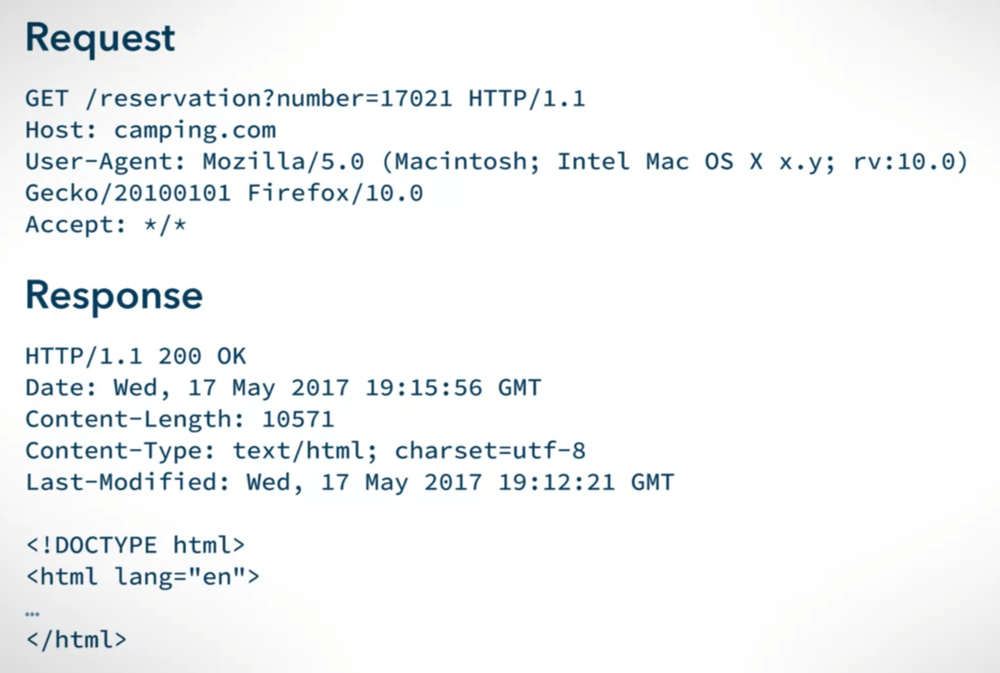 Request
GET /reservation?number=17021 HTTP/1.1
Host: camping.com
User-Agent: Mozilla/5.0 (Macintosh; Intel Mac OS X x.y; rv:10.0)
Gecko/20100101 Firefox/10.0
Accept: */*
Response
HTTP/1.1 200 OK
Date: Wed, 17 May 2017 19:15:56 GMT
Content-Length: 10571
Content-Type: text/html; charset=utf-8
Last-Modified: Wed, 17 May 2017 19:12:21 GMT
<!DOCTYPE html>
<html lang="en">
…
</html>